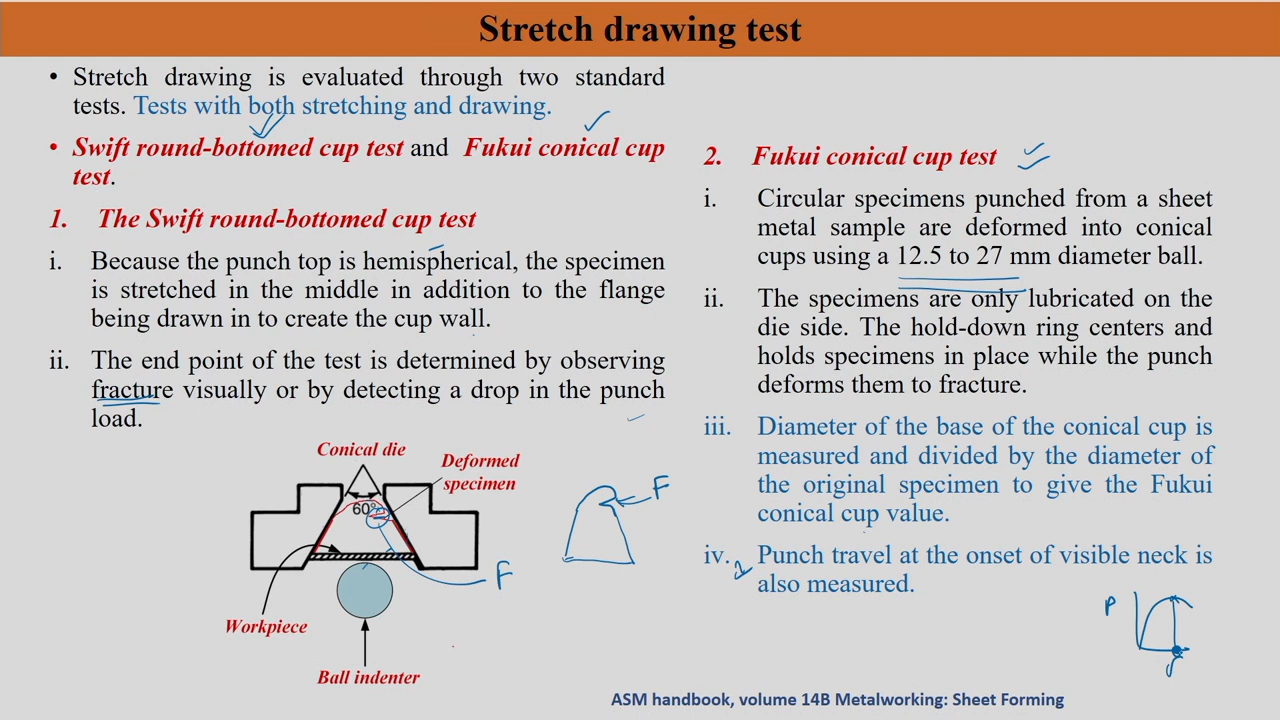 Stretch drawing test
• Stretch drawing is evaluated through two standard
tests. Tests with both stretching and drawing.
• Swift round-bottomed cup test and Fukui conical cup
test.
1. The Swift round-bottomed cup test
i. Because the punch top is hemispherical, the specimen
is stretched in the middle in addition to the flange
being drawn in to create the cup wall.
ii. The end point of the test is determined by observing
fracture visually or by detecting a drop in the punch
load.
Conical die
Deformed
specimen
60°
F
F
Workpiece
Ball indenter
2. Fukui conical cup test
i. Circular specimens punched from a sheet
metal sample are deformed into conical
cups using a 12.5 to 27 mm diameter ball.
ii. The specimens are only lubricated on the
die side. The hold-down ring centers and
holds specimens in place while the punch
deforms them to fracture.
iii. Diameter of the base of the conical cup is
measured and divided by the diameter of
the original specimen to give the Fukui
conical cup value.
iv. Punch travel at the onset of visible neck is
also measured.
P
ASM handbook, volume 14B Metalworking: Sheet Forming